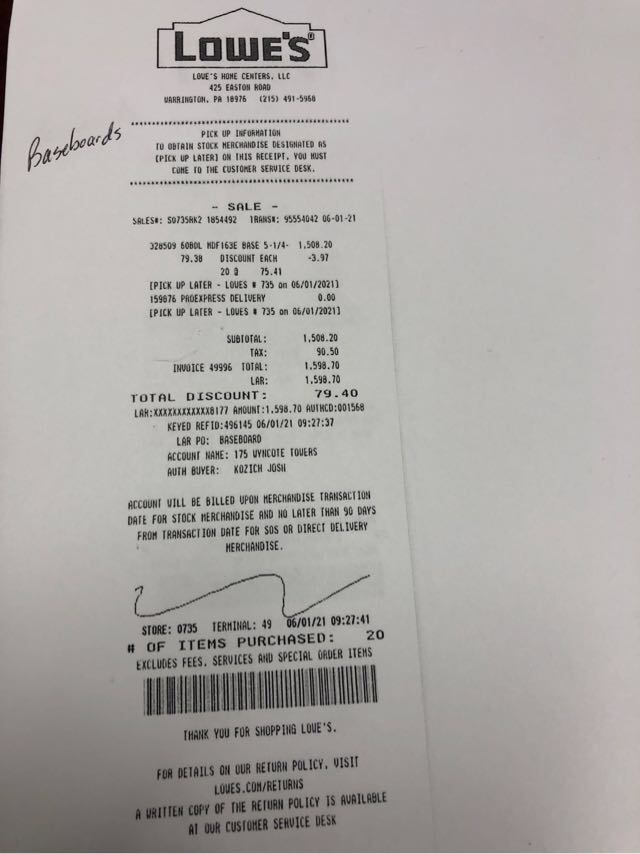 LOWE'S®
LOWE'S HOME CENTERS, LLC
425 EASTON ROAD
WARRINGTON, PA 18976 (215) 491-5968
Baseboards
*******************************************
PICK UP INFORMATION
TO OBTAIN STOCK MERCHANDISE DESIGNATED AS
[PICK UP LATER] ON THIS RECEIPT, YOU MUST
COME TO THE CUSTOMER SERVICE DESK.
*******************************************
- SALE -
SALES#: S0735RK2 1854492 TRANS#: 95554042 06-01-21
328509 608OL MDF163E BASE 5-1/4- 1,508.20
79.38 DISCOUNT EACH -3.97
20 @ 75.41
[PICK UP LATER - LOWES # 735 on 06/01/2021]
159876 PROEXPRESS DELIVERY 0.00
[PICK UP LATER - LOWES # 735 on 06/01/2021]
SUBTOTAL: 1,508.20
TAX: 90.50
INVOICE 49996 TOTAL: 1,598.70
LAR: 1,598.70
TOTAL DISCOUNT: 79.40
LAR:XXXXXXXXXXXX8177 AMOUNT:1,598.70 AUTHCD:001568
KEYED REFID:496145 06/01/21 09:27:37
LAR PO: BASEBOARD
ACCOUNT NAME: 175 WYNCOTE TOWERS
AUTH BUYER: KOZICH JOSH
ACCOUNT WILL BE BILLED UPON MERCHANDISE TRANSACTION
DATE FOR STOCK MERCHANDISE AND NO LATER THAN 90 DAYS
FROM TRANSACTION DATE FOR SOS OR DIRECT DELIVERY
MERCHANDISE.
STORE: 0735 TERMINAL: 49 06/01/21 09:27:41
# OF ITEMS PURCHASED: 20
EXCLUDES FEES, SERVICES AND SPECIAL ORDER ITEMS
THANK YOU FOR SHOPPING LOWE'S.
FOR DETAILS ON OUR RETURN POLICY, VISIT
LOWES.COM/RETURNS
A WRITTEN COPY OF THE RETURN POLICY IS AVAILABLE
AT OUR CUSTOMER SERVICE DESK